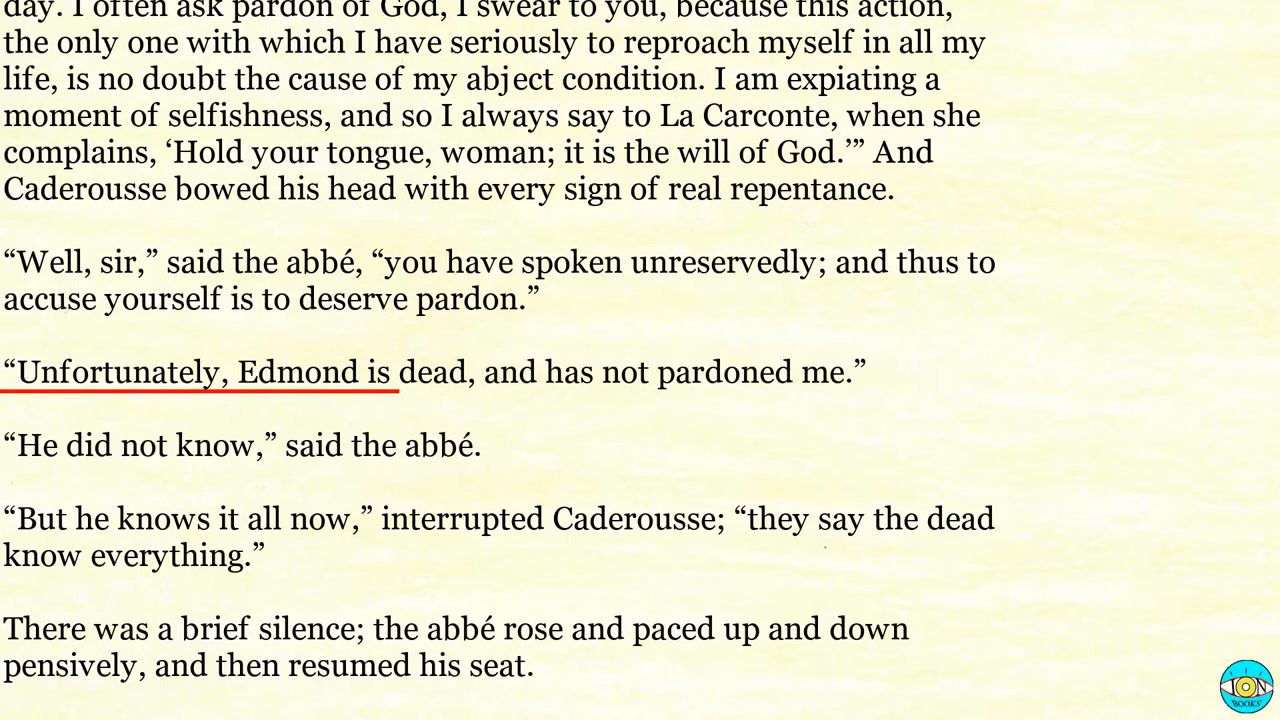 day. I often ask pardon of God, I swear to you, because this action,
the only one with which I have seriously to reproach myself in all my
life, is no doubt the cause of my abject condition. I am expiating a
moment of selfishness, and so I always say to La Carconte, when she
complains, ‘Hold your tongue, woman; it is the will of God.’” And
Caderousse bowed his head with every sign of real repentance.
“Well, sir,” said the abbé, “you have spoken unreservedly; and thus to
accuse yourself is to deserve pardon.”
“Unfortunately, Edmond is dead, and has not pardoned me.”
“He did not know,” said the abbé.
“But he knows it all now,” interrupted Caderousse; “they say the dead
know everything.”
There was a brief silence; the abbé rose and paced up and down
pensively, and then resumed his seat.
ION
BOOKS